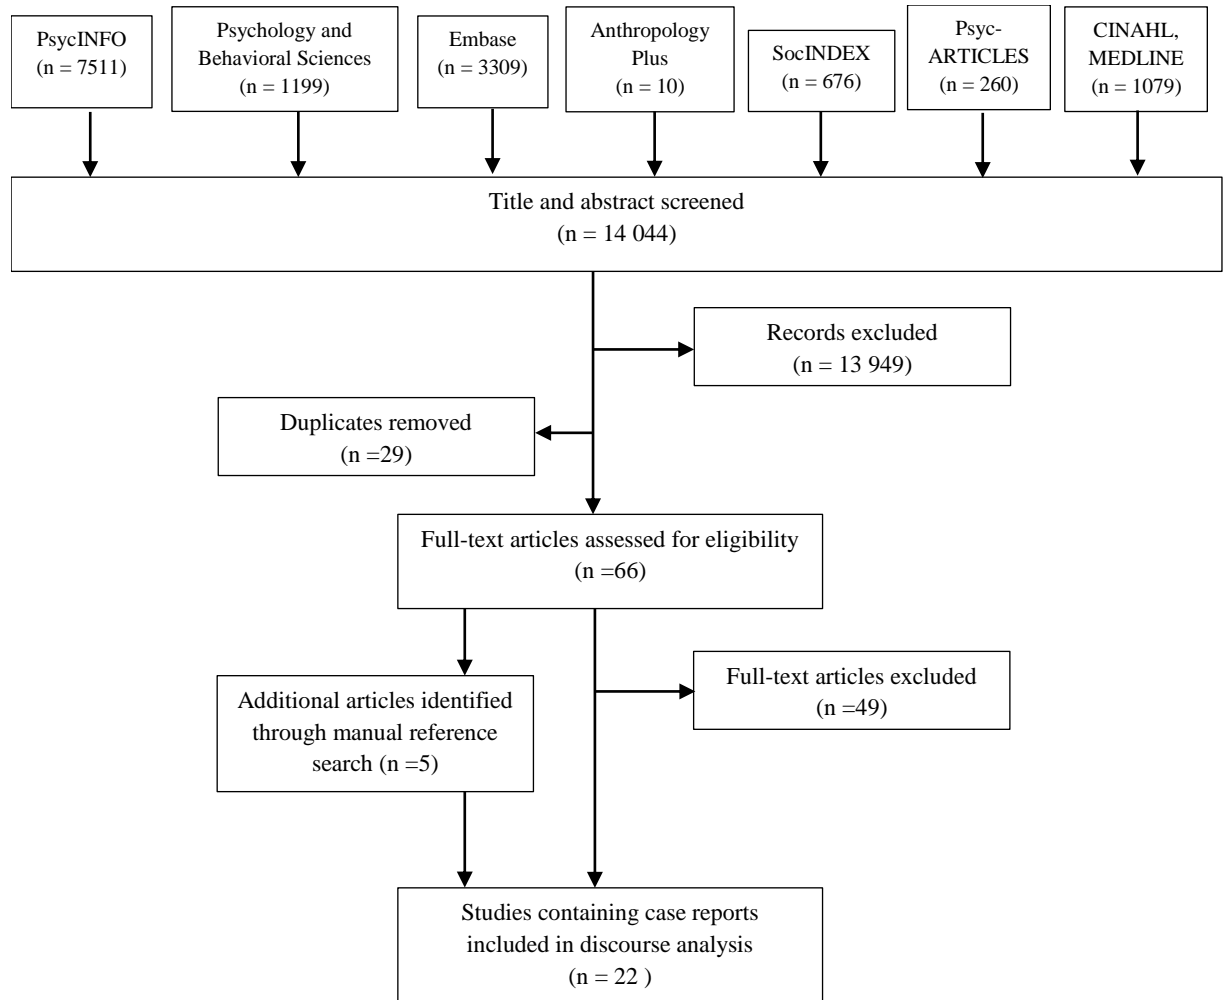 PsycINFO
(n = 7511)
Psychology and
Behavioral Sciences
(n = 1199)
Embase
(n = 3309)
Anthropology
Plus
(n = 10)
SocINDEX
(n = 676)
Psyc-
ARTICLES
(n = 260)
CINAHL,
MEDLINE
(n = 1079)
Title and abstract screened
(n = 14 044)
Records excluded
(n = 13 949)
Duplicates removed
(n =29)
Full-text articles assessed for eligibility
(n =66)
Full-text articles excluded
(n =49)
Additional articles identified
through manual reference
search (n =5)
Studies containing case reports
included in discourse analysis
(n = 22 )